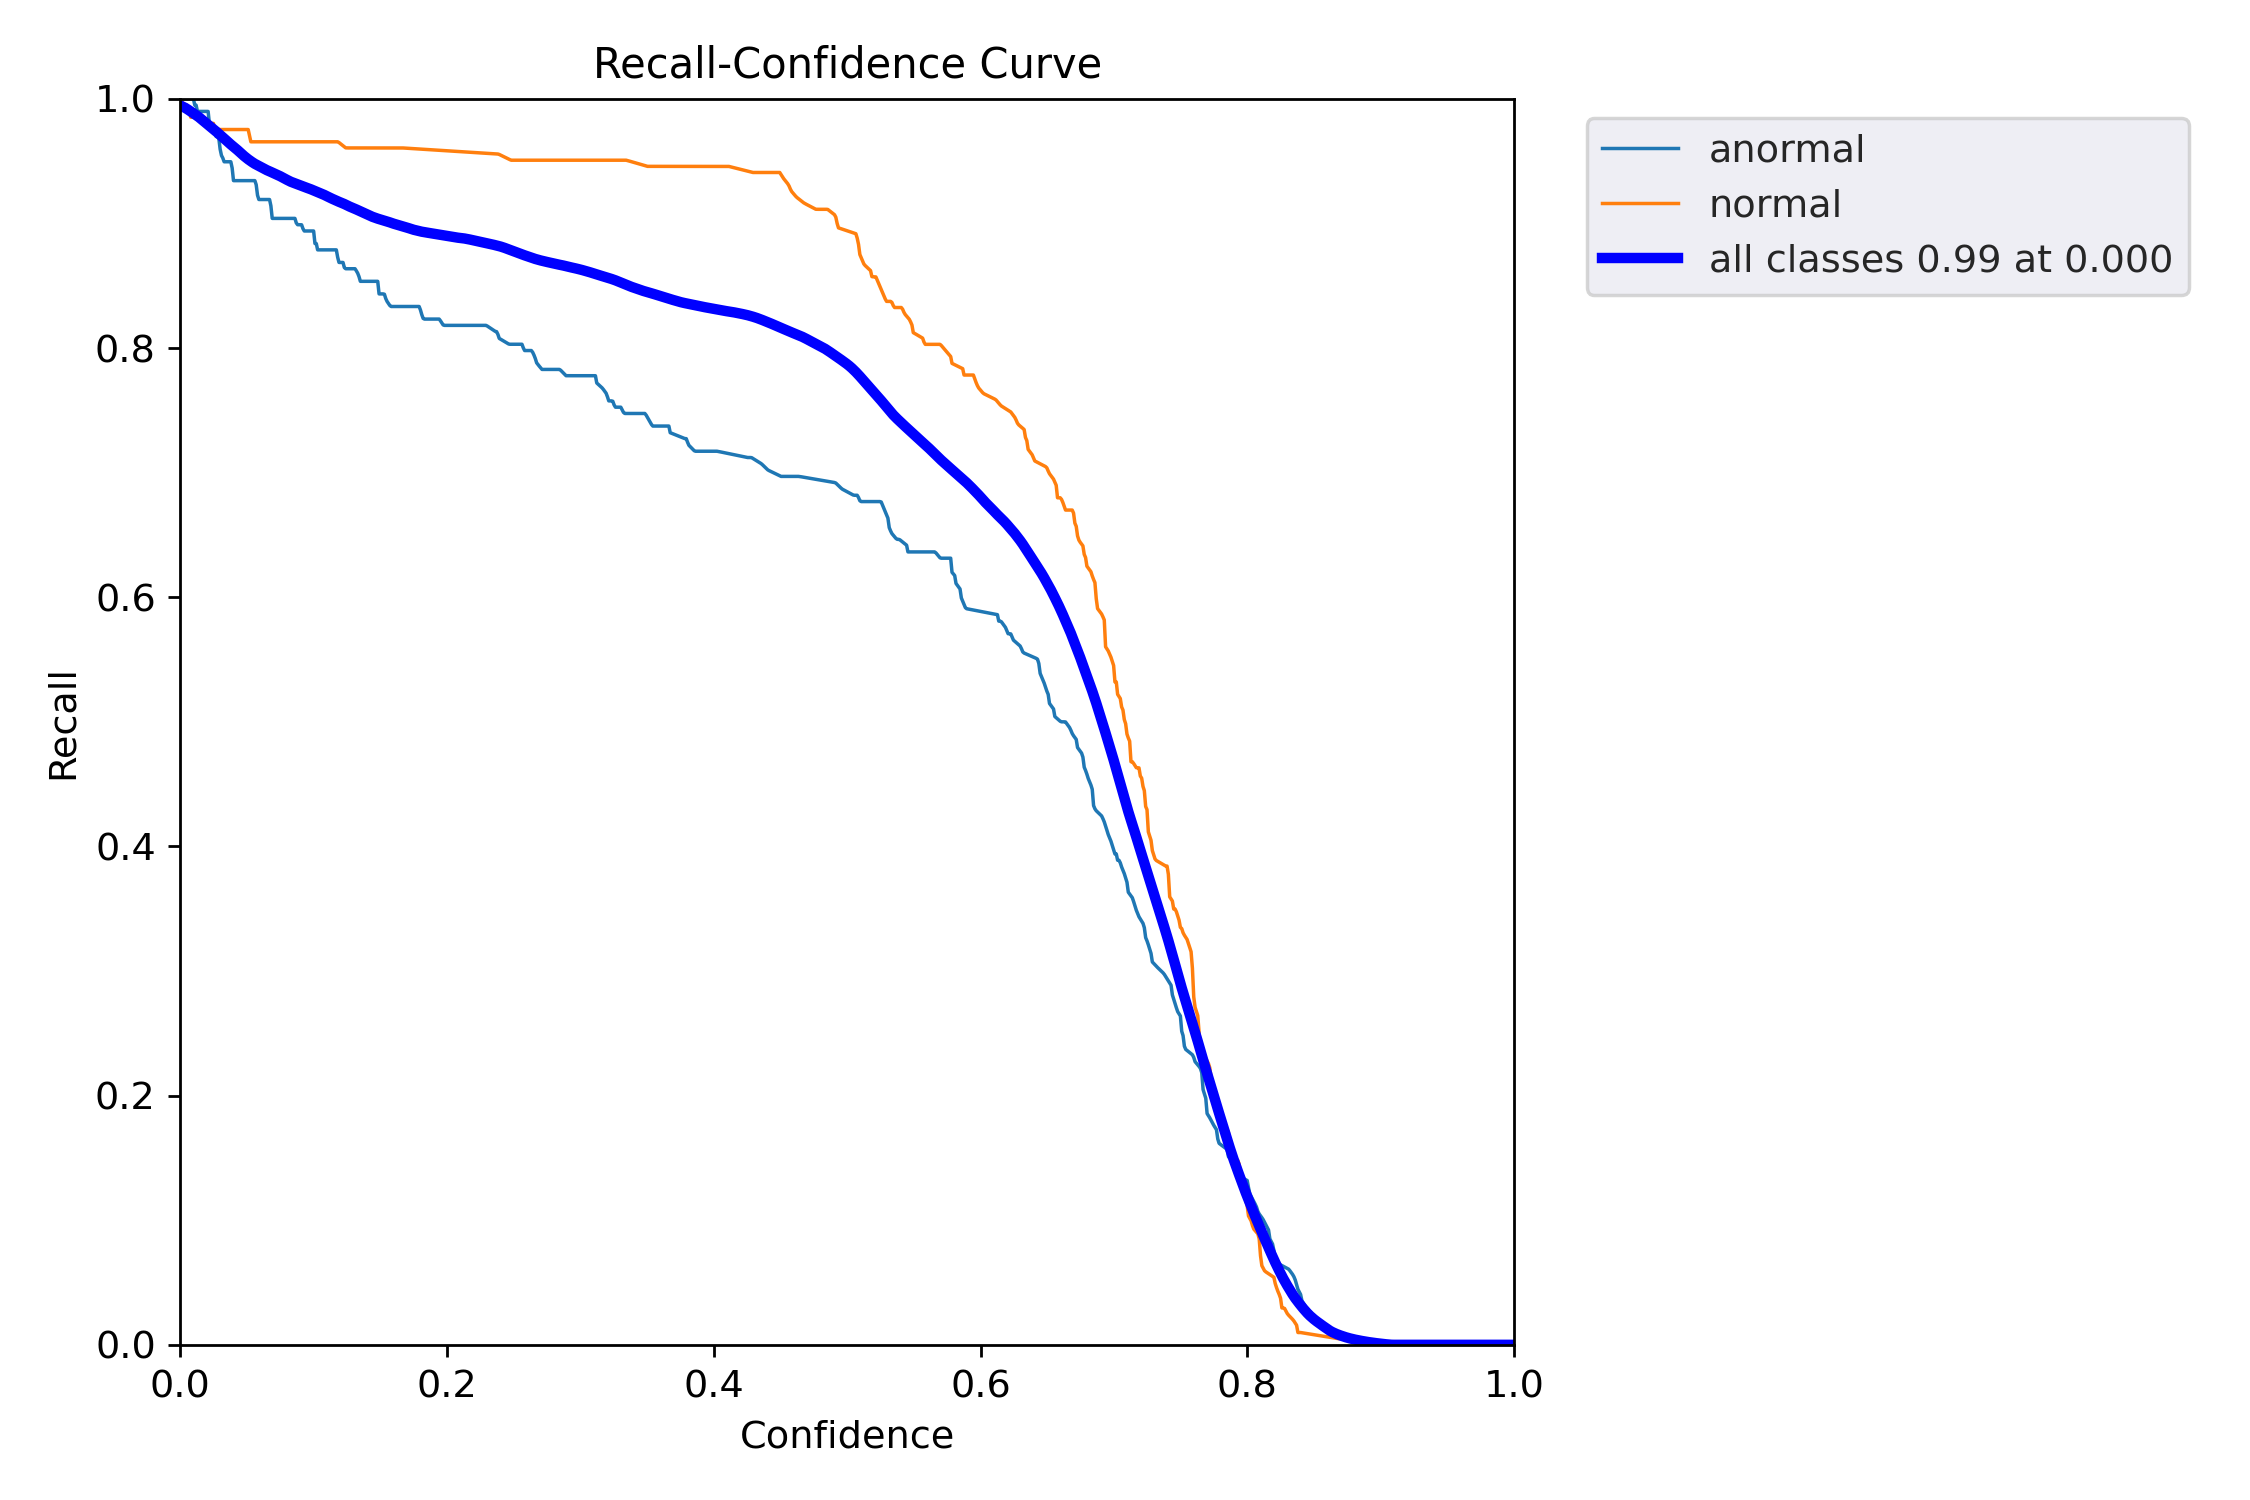 Recall-Confidence Curve
1.0
0.8
0.6
0.4
0.2
0.0
Recall
0.0 0.2 0.4 0.6 0.8 1.0
Confidence
anormal
normal
all classes 0.99 at 0.000